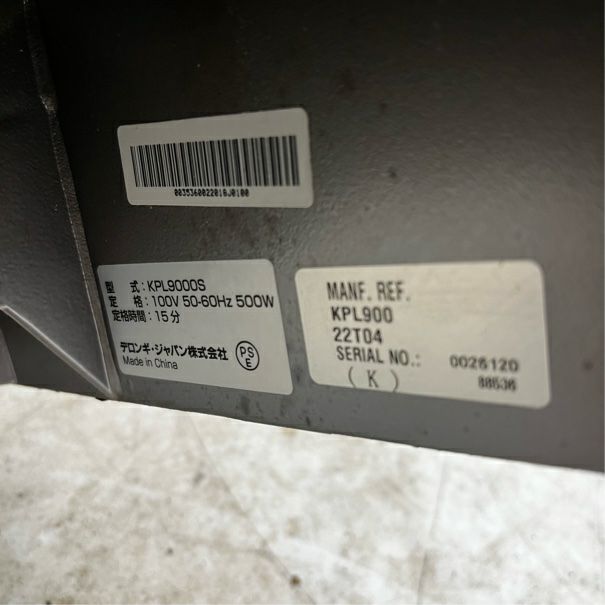 0035360022016J0100
型 式:KPL9000S
定 格:100V 50-60Hz 500W
定格時間:15分
デロンギ・ジャパン株式会社
Made in China
PS
E
MANF. REF.
KPL900
22T04
SERIAL NO.: 0026120
(K)